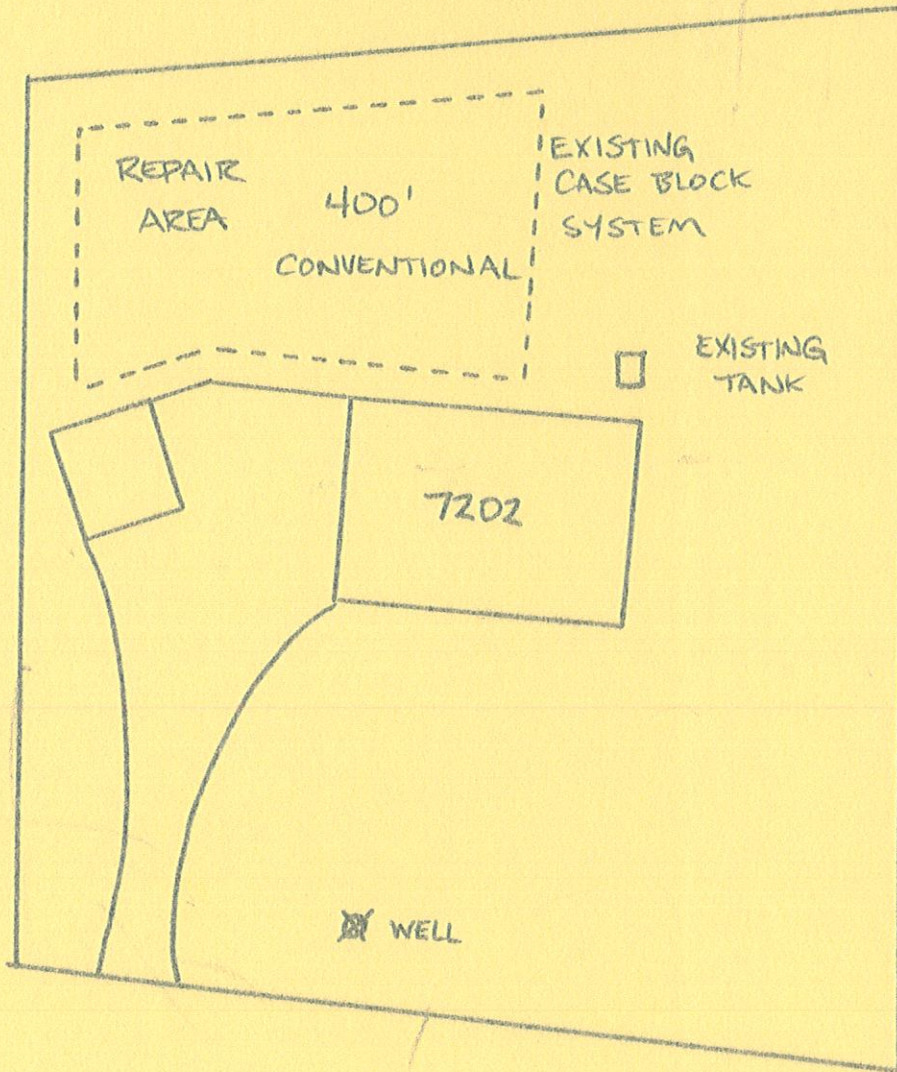 REPAIR
AREA
400'
CONVENTIONAL
EXISTING
CASE BLOCK
SYSTEM
EXISTING
TANK
7202
WELL